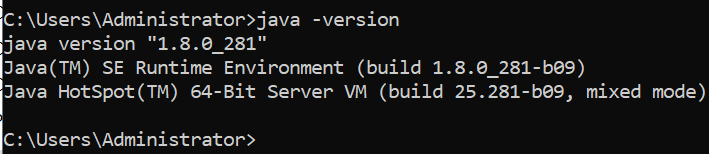 C:\Users\Administrator>java -version
java version "1.8.0_281"
Java(TM) SE Runtime Environment (build 1.8.0_281-b09)
Java HotSpot(TM) 64-Bit Server VM (build 25.281-b09, mixed mode)
C:\Users\Administrator>